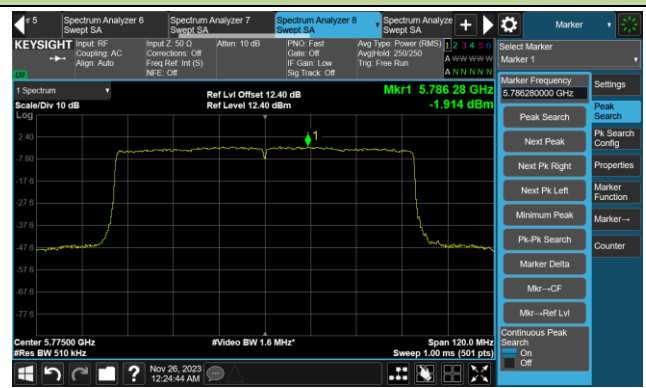 r 5
Spectrum Analyzer 6
Swept SA
Spectrum Analyzer 7
Swept SA
Spectrum Analyzer 8
Swept SA
Spectrum Analyze
Swept SA
+
Marker
KEYSIGHT
Input: RF
Coupling: AC
Align: Auto
Input Z: 50 Ω
Corrections: Off
Freq Ref: Int (S)
NFE: Off
Atten: 10 dB
PNO: Fast
Gate: Off
IF Gain: Low
Sig Track: Off
Avg Type: Power (RMS)
Avg|Hold: 250/250
Trig: Free Run
1 2 3 4 5 6
A W W W W W
A N N N N N
LXI
Select Marker
Marker 1
1 Spectrum
Scale/Div 10 dB
Log
Ref Lvl Offset 12.40 dB
Ref Level 12.40 dBm
Mkr1 5.786 28 GHz
-1.914 dBm
1
2.40
-7.60
-17.6
-27.6
-37.6
-47.6
-57.6
-67.6
-77.6
Center 5.77500 GHz
#Res BW 510 kHz
#Video BW 1.6 MHz*
Span 120.0 MHz
Sweep 1.00 ms (501 pts)
Marker Frequency
5.786280000 GHz
Peak Search
Next Peak
Next Pk Right
Next Pk Left
Minimum Peak
Pk-Pk Search
Marker Delta
Mkr→CF
Mkr→Ref Lvl
Continuous Peak
Search
On
Off
Settings
Peak
Search
Pk Search
Config
Properties
Marker
Function
Marker→
Counter
?
Nov 26, 2023
12:24:44 AM